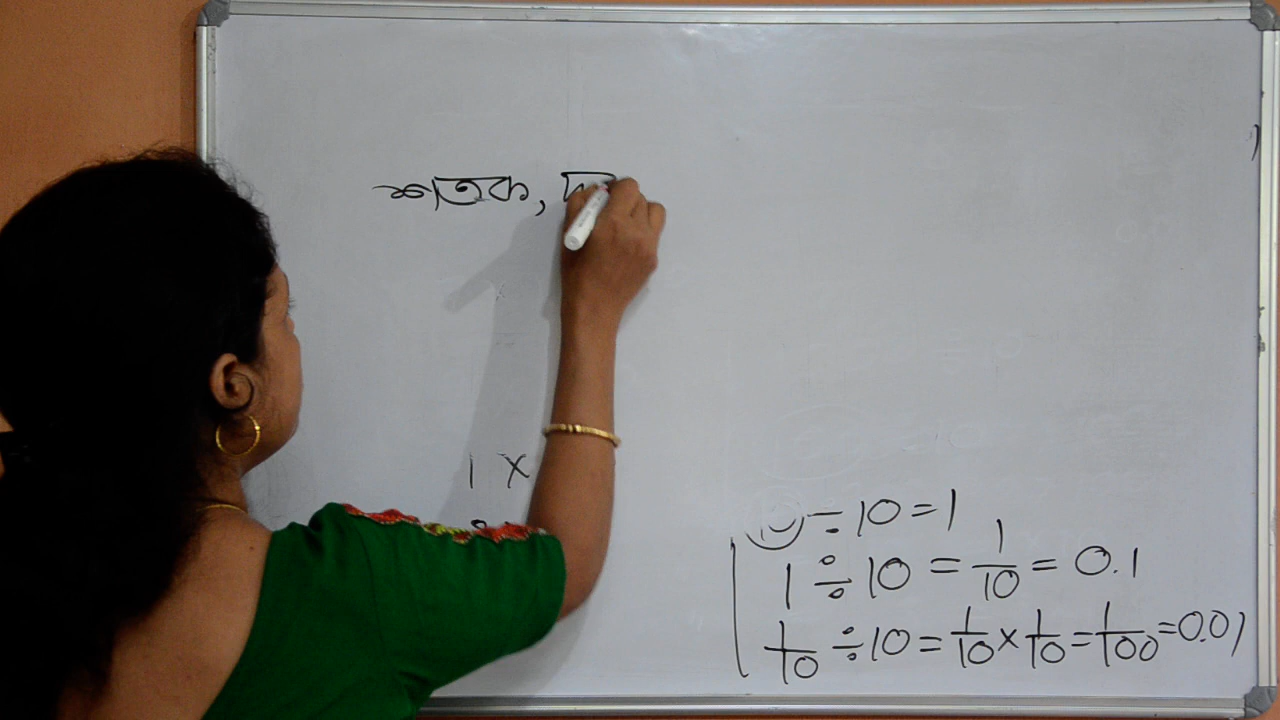 শতক, দ
1 ×
10 ÷ 10 = 1
1 ÷ 10 = 1/10 = 0.1
1/10 ÷ 10 = 1/10 × 1/10 = 1/100 = 0.01